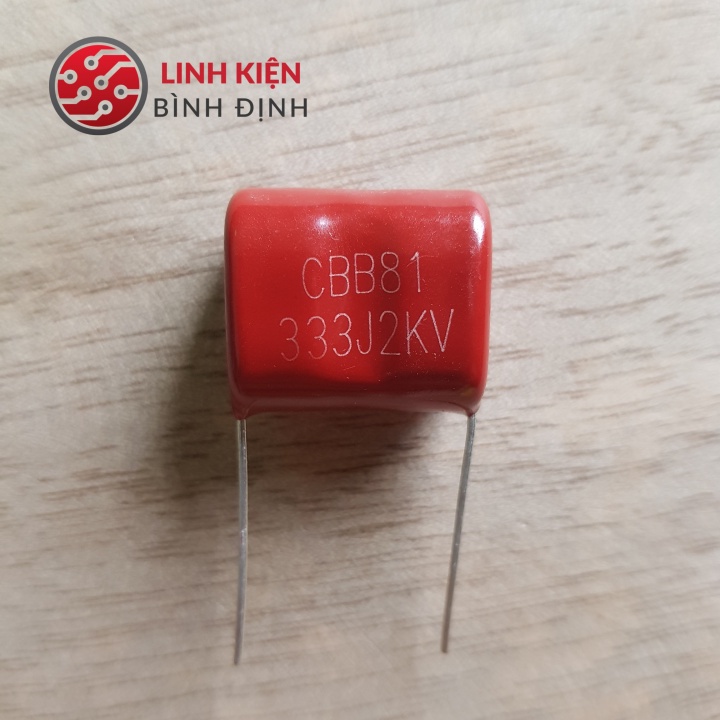 LINH KIỆN
BÌNH ĐỊNH
CBB81
333J2KV